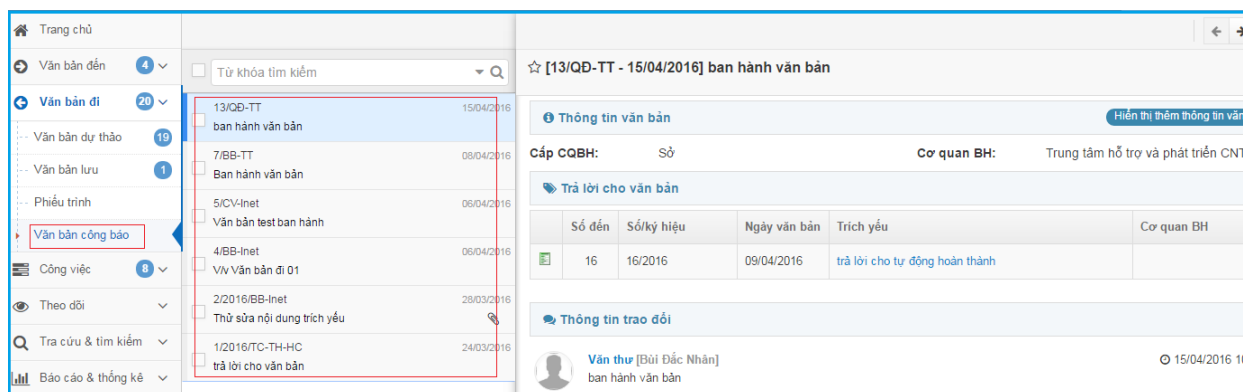 Trang chủ
Văn bản đến 4
Văn bản đi 20
Văn bản dự thảo 19
Văn bản lưu 1
Phiếu trình
Văn bản công báo
Công việc 8
Theo dõi
Tra cứu & tìm kiếm
Báo cáo & thống kê
Từ khóa tìm kiếm
13/QĐ-TT 15/04/2016
ban hành văn bản
7/BB-TT 08/04/2016
Ban hành văn bản
5/CV-Inet 06/04/2016
Văn bản test ban hành
4/BB-Inet 06/04/2016
V/v Văn bản đi 01
2/2016/BB-Inet 28/03/2016
Thử sửa nội dung trích yếu
1/2016/TC-TH-HC 24/03/2016
trả lời cho văn bản
[13/QĐ-TT - 15/04/2016] ban hành văn bản
Thông tin văn bản Hiển thị thêm thông tin văn
Cấp CQBH: Sở Cơ quan BH: Trung tâm hỗ trợ và phát triển CNT
Trả lời cho văn bản
Số đến Số/ký hiệu Ngày văn bản Trích yếu Cơ quan BH
16 16/2016 09/04/2016 trả lời cho tự động hoàn thành
Thông tin trao đổi
Văn thư [Bùi Đắc Nhân] 15/04/2016 10
ban hành văn bản